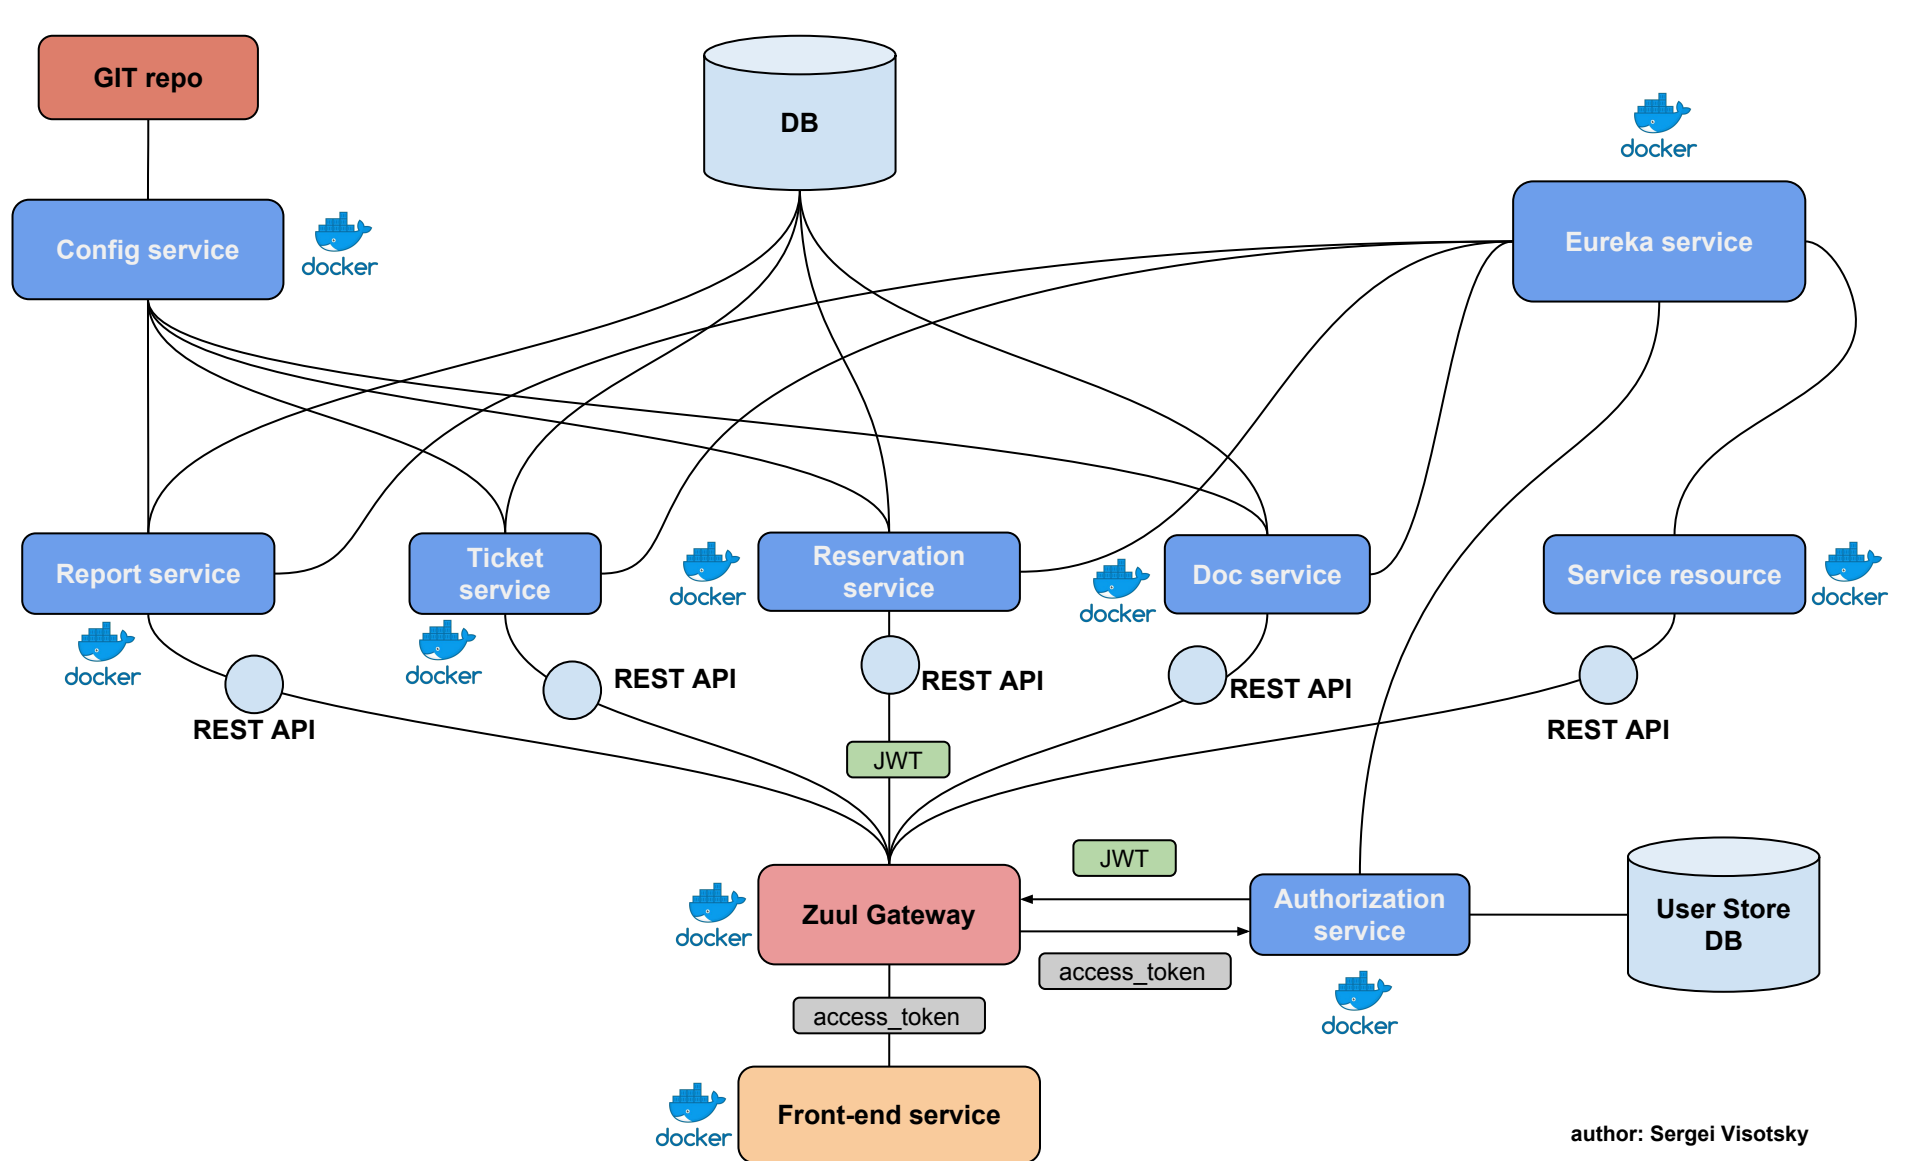 GIT repo
DB
docker
Config service
docker
Eureka service
Report service
docker
Ticket
service
docker
docker
Reservation
service
docker
Doc service
Service resource
docker
REST API
REST API
REST API
REST API
REST API
JWT
JWT
docker
Zuul Gateway
Authorization
service
User Store
DB
access_token
docker
access_token
docker
Front-end service
author: Sergei Visotsky